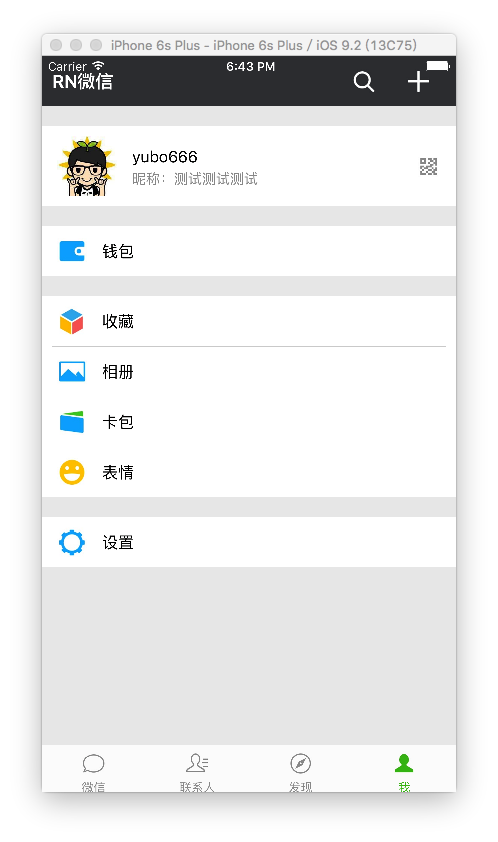 iPhone 6s Plus - iPhone 6s Plus / iOS 9.2 (13C75)
Carrier 6:43 PM
RN微信
yubo666
昵称：测试测试测试
钱包
收藏
相册
卡包
表情
设置
微信 联系人 发现 我